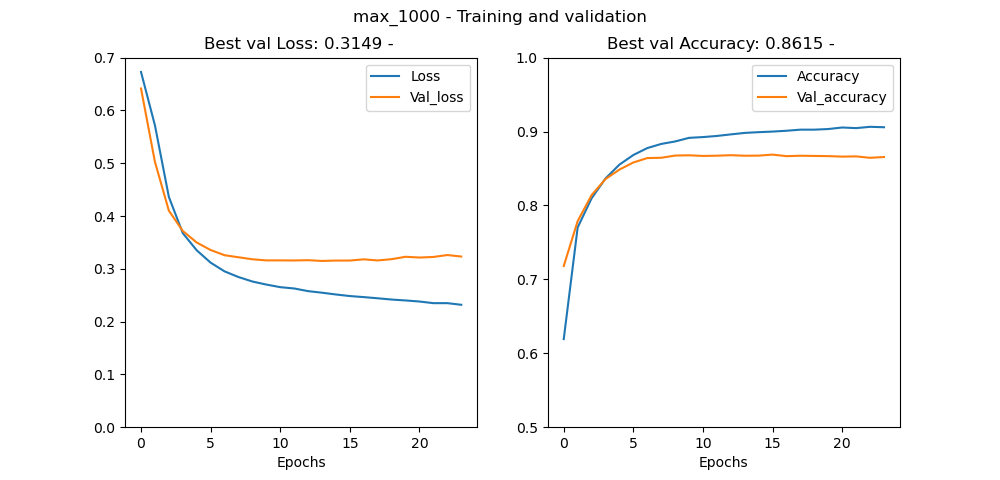 max_1000 - Training and validation
Best val Loss: 0.3149 -
0.7
0.6
0.5
0.4
0.3
0.2
0.1
0.0
Loss
Val_loss
0 5 10 15 20
Epochs
Best val Accuracy: 0.8615 -
1.0
0.9
0.8
0.7
0.6
0.5
Accuracy
Val_accuracy
0 5 10 15 20
Epochs